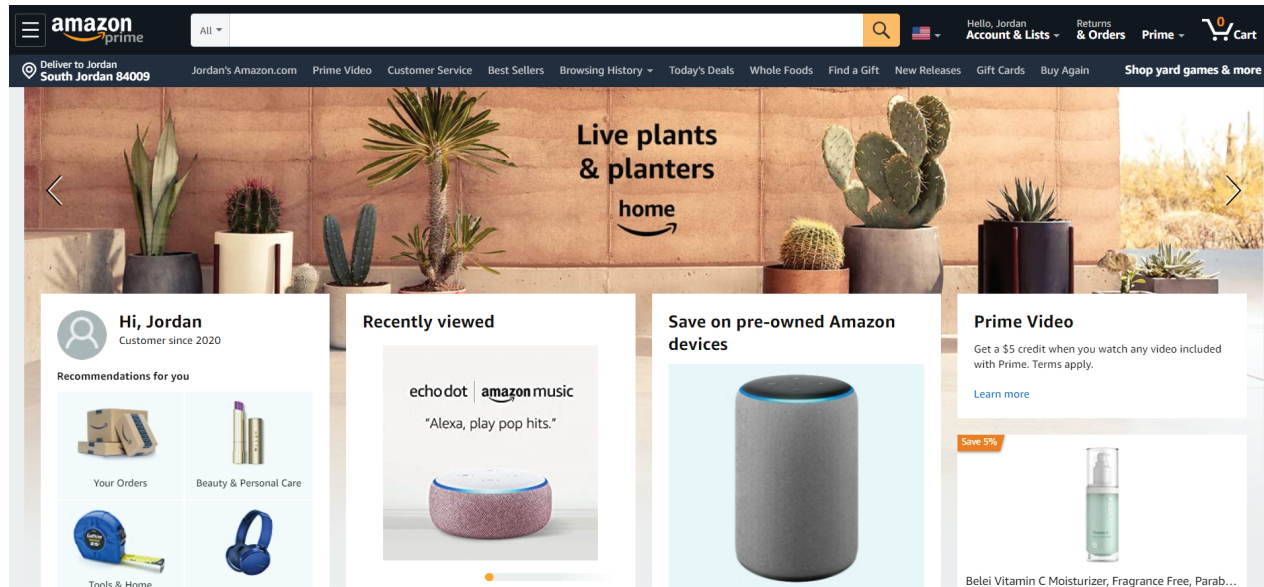 amazon
prime
All
Hello, Jordan
Account & Lists
Returns
& Orders
Prime
0
Cart
Deliver to Jordan
South Jordan 84009
Jordan's Amazon.com Prime Video Customer Service Best Sellers Browsing History Today's Deals Whole Foods Find a Gift New Releases Gift Cards Buy Again Shop yard games & more
Live plants
& planters
home
Hi, Jordan
Customer since 2020
Recommendations for you
Your Orders
Beauty & Personal Care
Tools & Home
Recently viewed
echo dot | amazon music
"Alexa, play pop hits."
Save on pre-owned Amazon
devices
Prime Video
Get a $5 credit when you watch any video included
with Prime. Terms apply.
Learn more
Save 5%
Belei Vitamin C Moisturizer, Fragrance Free, Parab...